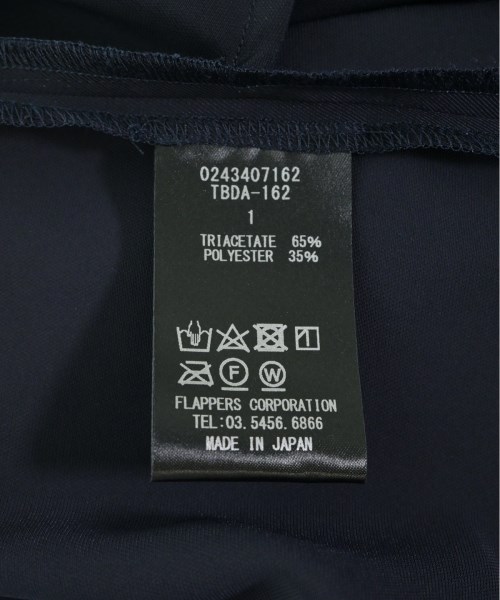 0243407162
TBDA-162
1
TRIACETATE 65%
POLYESTER 35%
F W
FLAPPERS CORPORATION
TEL:03.5456.6866
MADE IN JAPAN